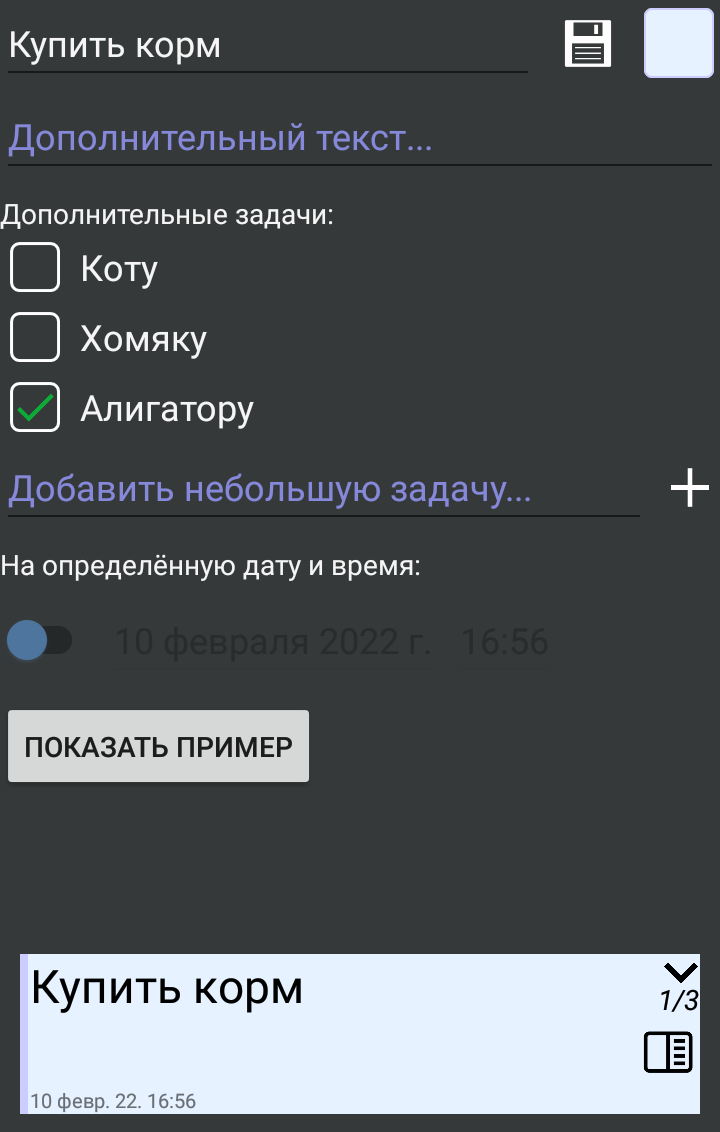 Купить корм
Дополнительный текст...
Дополнительные задачи:
Коту
Хомяку
Алигатору
Добавить небольшую задачу...
На определённую дату и время:
10 февраля 2022 г. 16:56
ПОКАЗАТЬ ПРИМЕР
Купить корм
1/3
10 февр. 22. 16:56